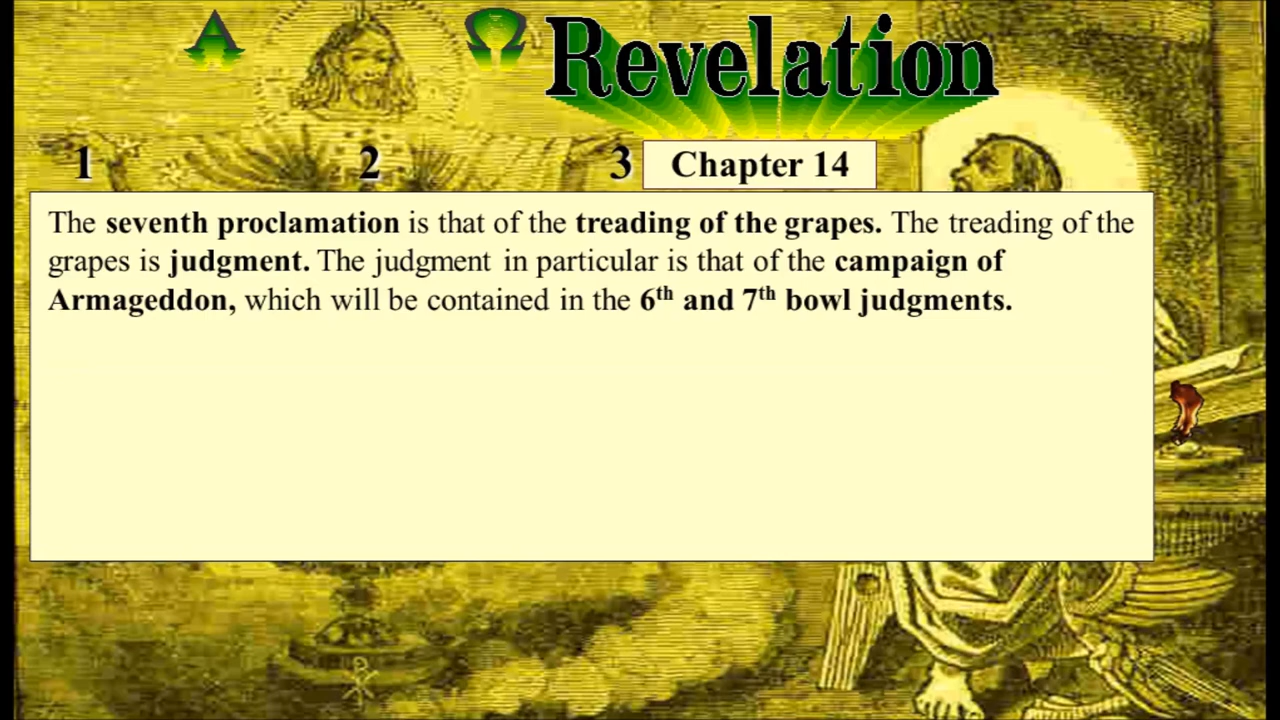 Α Ω Revelation
1 2 3 Chapter 14
The seventh proclamation is that of the treading of the grapes. The treading of the
grapes is judgment. The judgment in particular is that of the campaign of
Armageddon, which will be contained in the 6th and 7th bowl judgments.